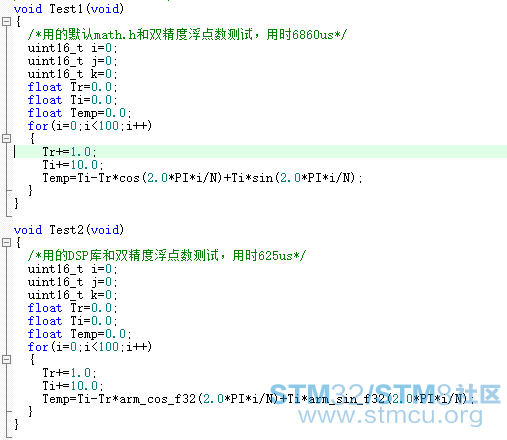 void Test1(void)
{
/*用的默认math.h和双精度浮点数测试，用时6860us*/
uint16_t i=0;
uint16_t j=0;
uint16_t k=0;
float Tr=0.0;
float Ti=0.0;
float Temp=0.0;
for(i=0;i<100;i++)
{
Tr+=1.0;
Ti+=10.0;
Temp=Ti-Tr*cos(2.0*PI*i/N)+Ti*sin(2.0*PI*i/N);
}
}
void Test2(void)
{
/*用的DSP库和双精度浮点数测试，用时625us*/
uint16_t i=0;
uint16_t j=0;
uint16_t k=0;
float Tr=0.0;
float Ti=0.0;
float Temp=0.0;
for(i=0;i<100;i++)
{
Tr+=1.0;
Ti+=10.0;
Temp=Ti-Tr*arm_cos_f32(2.0*PI*i/N)+Ti*arm_sin_f32(2.0*PI*i/N);
}
}
STM32/STM8社区
www.stmcu.org